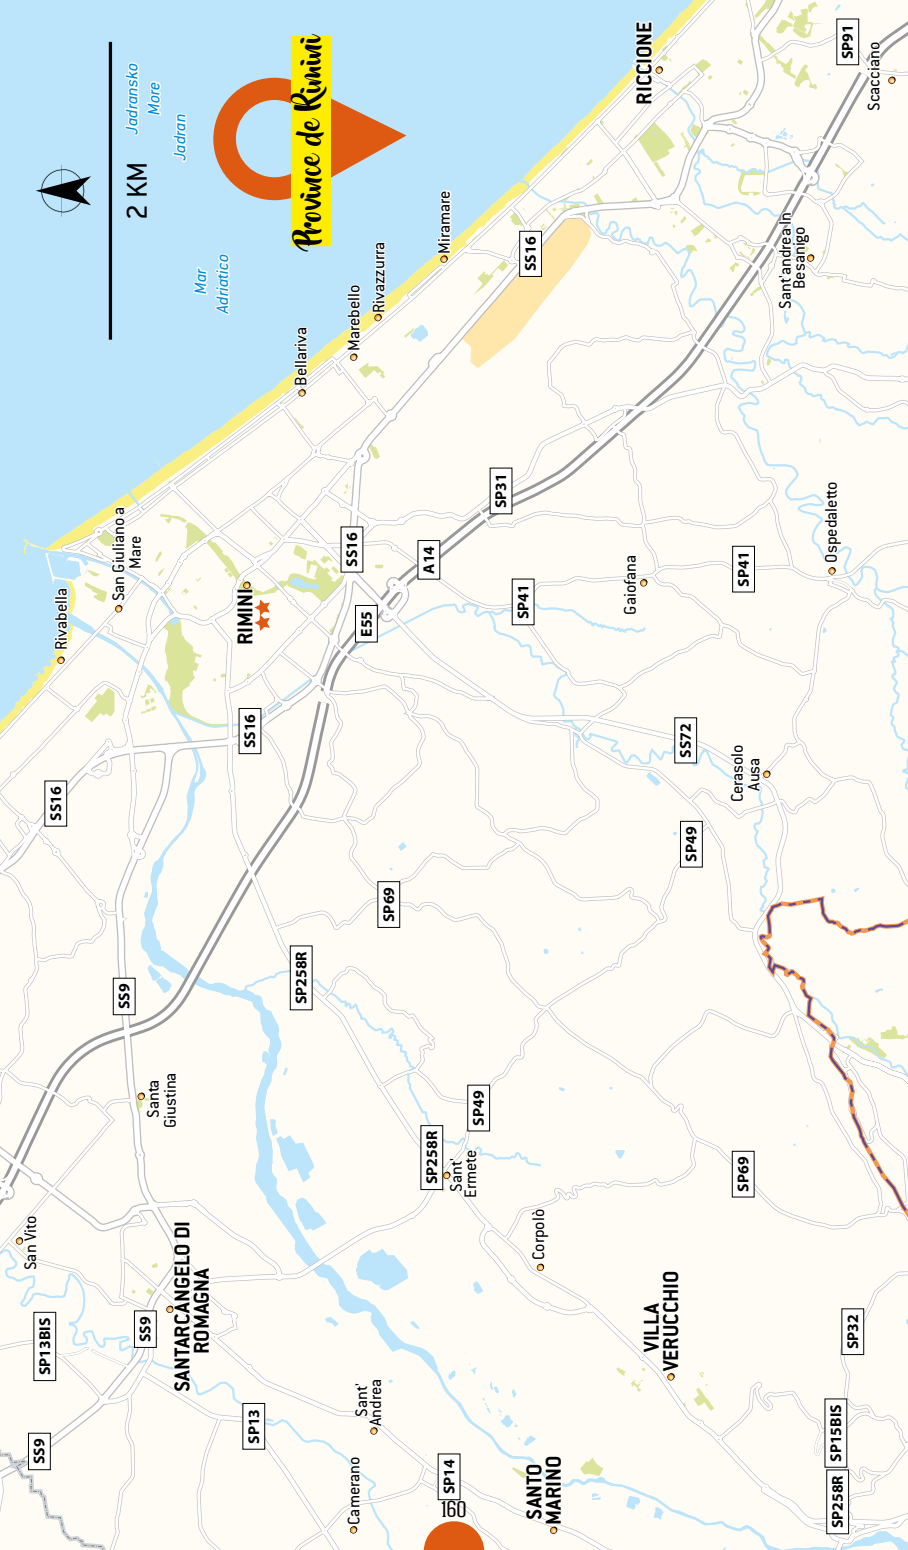 Province de Rimini
2 KM
Jadransko
More
Jadran
Mar
Adriatico
RICCIONE
SP91
Scacciano
Miramare
SS16
Sant'andrea In
Besanigo
Rivazzurra
Marebello
Bellariva
San Giuliano a
Mare
Rivabella
RIMINI
SS16
A14
SP31
E55
SP41
Gaiofana
SP41
Ospedaletto
SS16
SS16
SS72
Cerasolo
Ausa
SP49
SP69
SS9
SP258R
Santa
Giustina
SP49
SP258R
Sant'
Ermete
SP69
San Vito
SANTARCANGELO DI
ROMAGNA
SP13BIS
SS9
Corpolò
VILLA
VERUCCHIO
SP32
SS9
SP13
Sant'
Andrea
Camerano
SP14
SANTO
MARINO
SP15BIS
SP258R
160